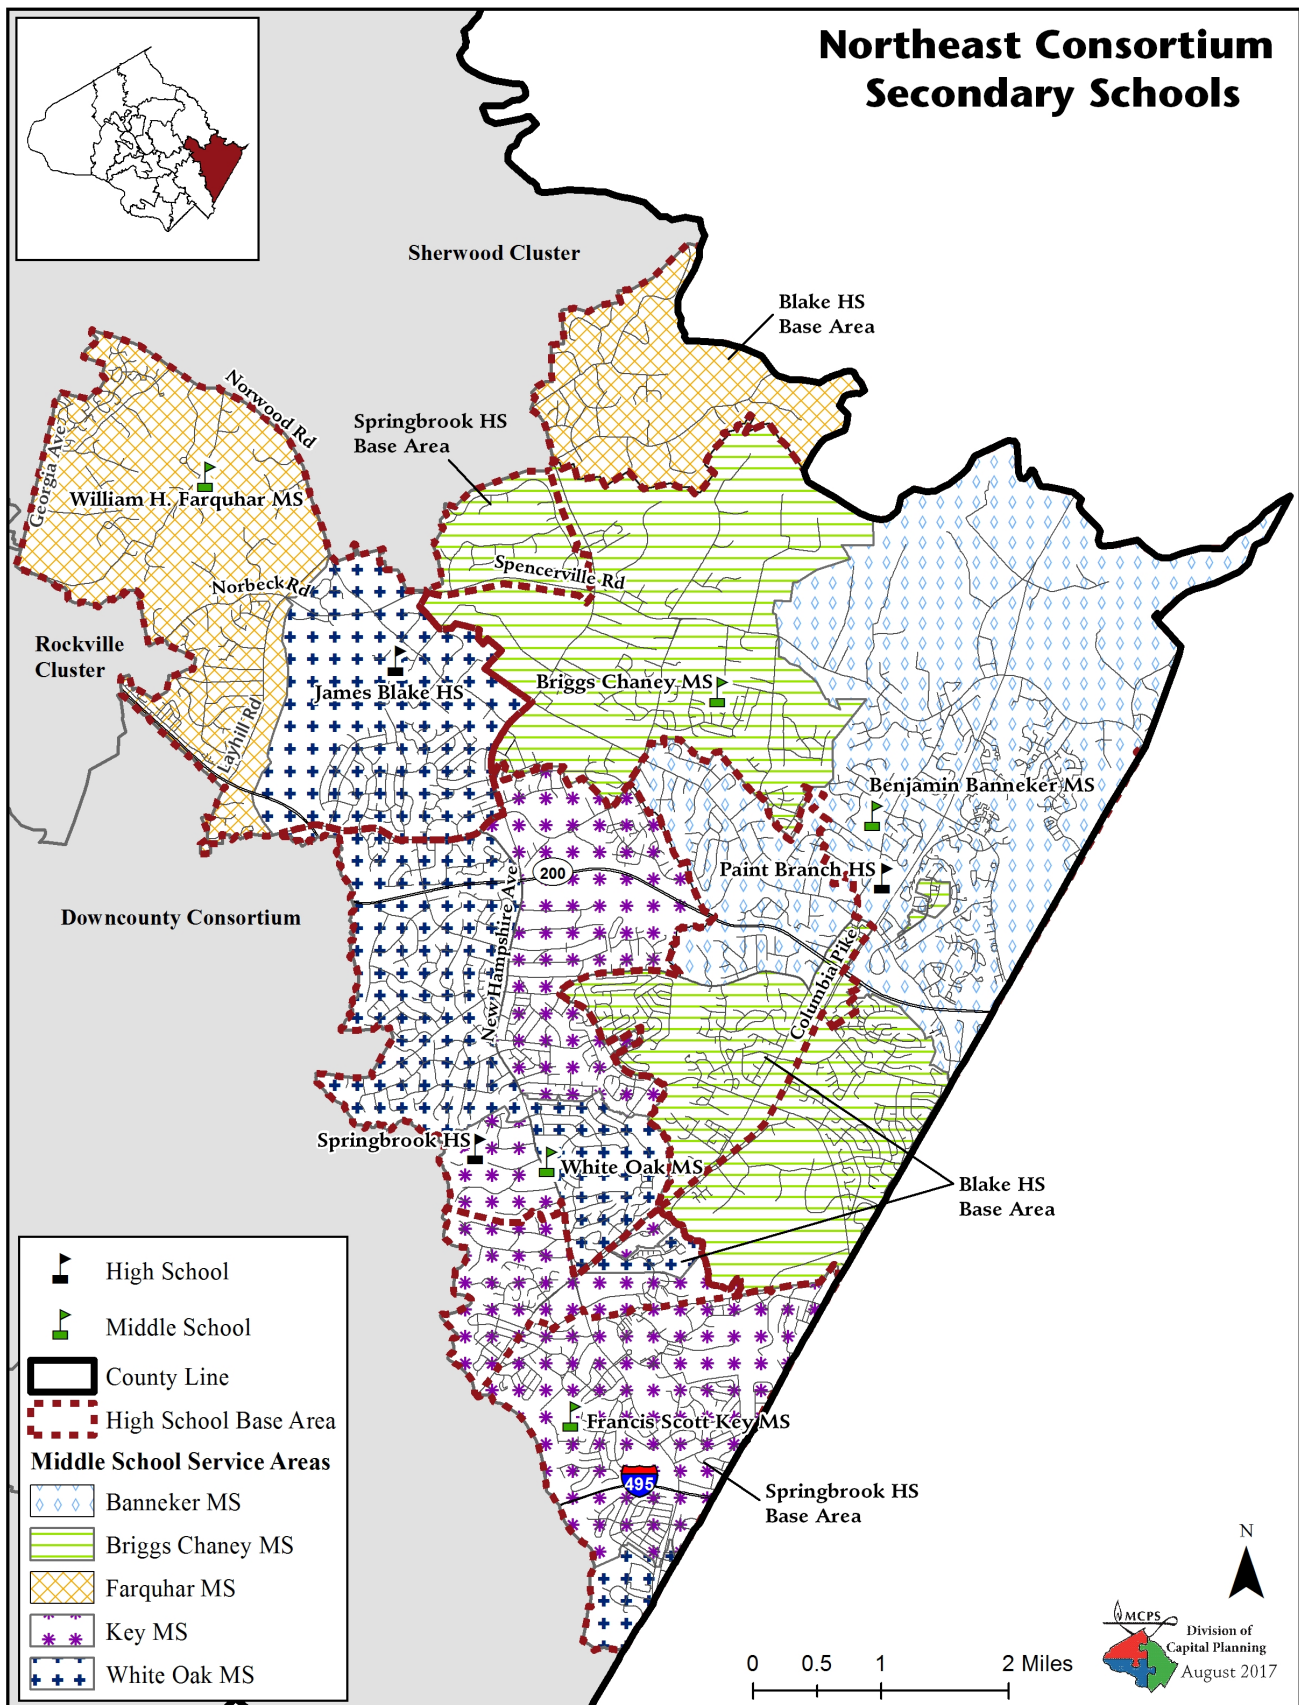 Northeast Consortium
Secondary Schools
Sherwood Cluster
Blake HS
Base Area
Norwood Rd
Springbrook HS
Base Area
Georgia Ave
William H. Farquhar MS
Spencerville Rd
Norbeck Rd
Rockville
Cluster
James Blake HS
Briggs Chaney MS
Layhill Rd
Benjamin Banneker MS
Paint Branch HS
200
Downcounty Consortium
New Hampshire Ave
Columbia Pike
Springbrook HS
White Oak MS
Blake HS
Base Area
Francis Scott Key MS
495
Springbrook HS
Base Area
High School
Middle School
County Line
High School Base Area
Middle School Service Areas
Banneker MS
Briggs Chaney MS
Farquhar MS
Key MS
White Oak MS
0 0.5 1 2 Miles
N
MCPS
Division of
Capital Planning
August 2017